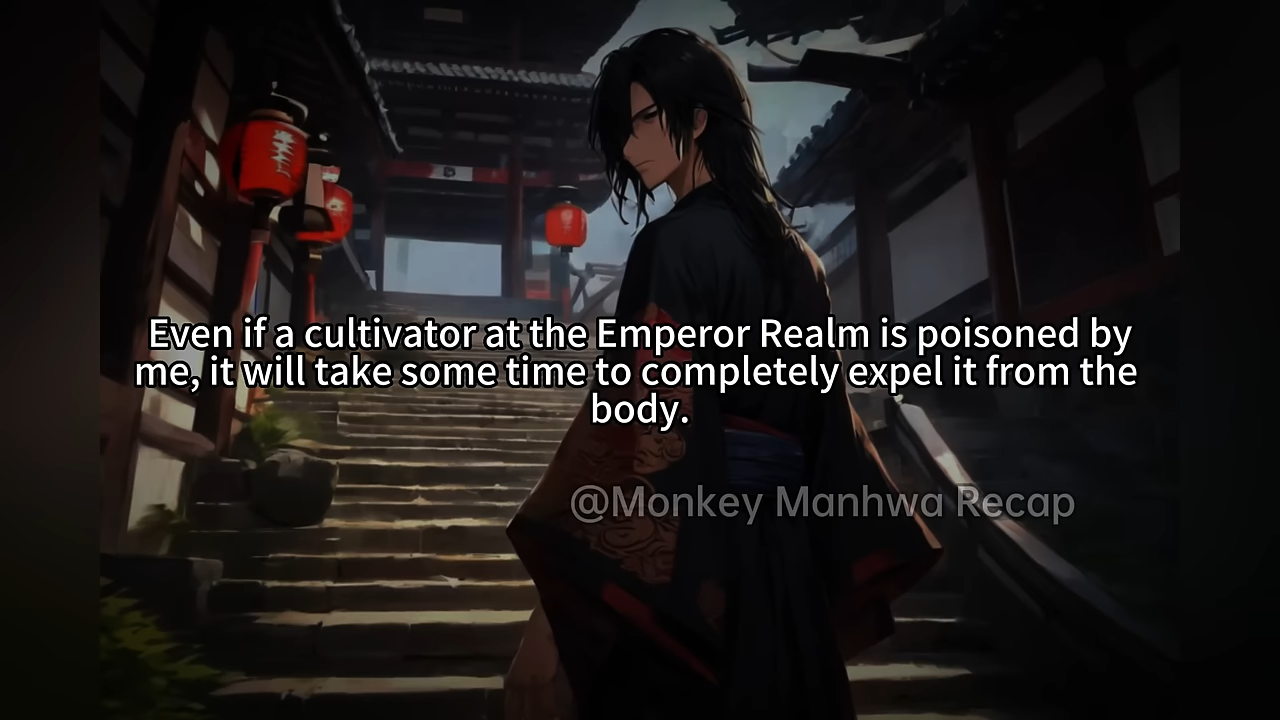 Even if a cultivator at the Emperor Realm is poisoned by
me, it will take some time to completely expel it from the
body.
@Monkey Manhwa Recap